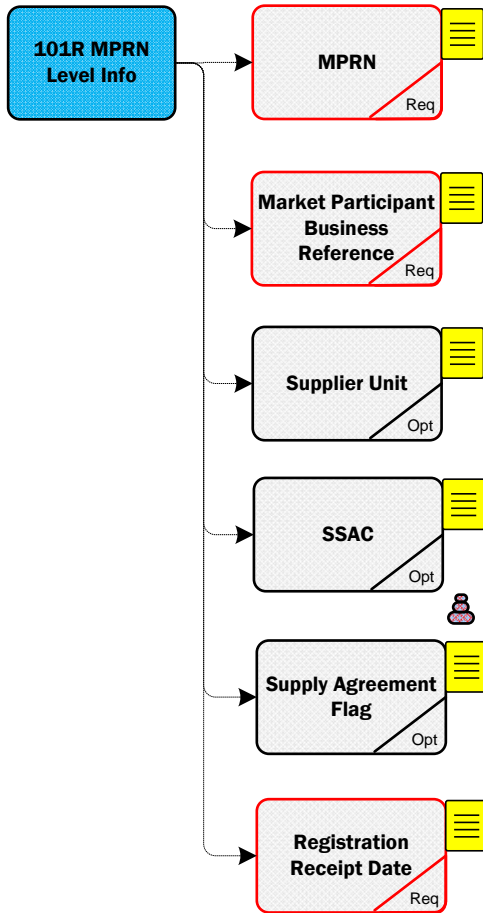 101R MPRN
Level Info
MPRN
Req
Market Participant
Business
Reference
Req
Supplier Unit
Opt
SSAC
Opt
Supply Agreement
Flag
Opt
Registration
Receipt Date
Req